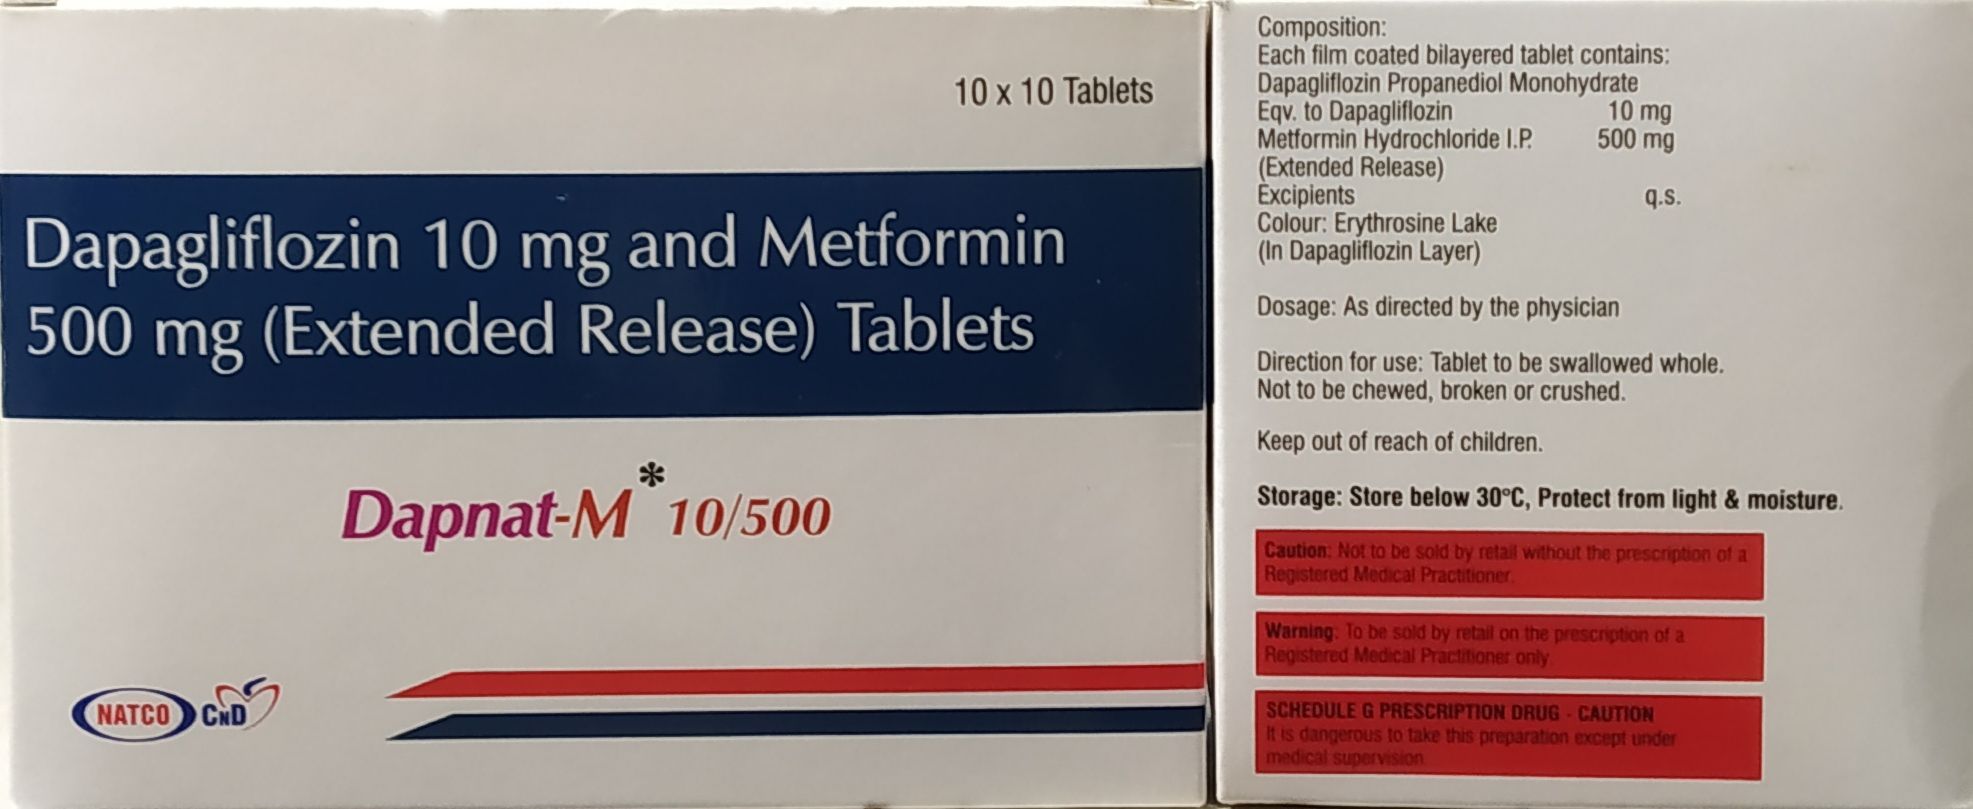 10 x 10 Tablets
Dapagliflozin 10 mg and Metformin
500 mg (Extended Release) Tablets
Dapnat-M* 10/500
NATCO CND
Composition:
Each film coated bilayered tablet contains:
Dapagliflozin Propanediol Monohydrate
Eqv. to Dapagliflozin 10 mg
Metformin Hydrochloride I.P. 500 mg
(Extended Release)
Excipients q.s.
Colour: Erythrosine Lake
(In Dapagliflozin Layer)
Dosage: As directed by the physician
Direction for use: Tablet to be swallowed whole.
Not to be chewed, broken or crushed.
Keep out of reach of children.
Storage: Store below 30°C, Protect from light & moisture.
Caution: Not to be sold by retail without the prescription of a
Registered Medical Practitioner.
Warning: To be sold by retail on the prescription of a
Registered Medical Practitioner only.
SCHEDULE G PRESCRIPTION DRUG - CAUTION
It is dangerous to take this preparation except under
medical supervision.